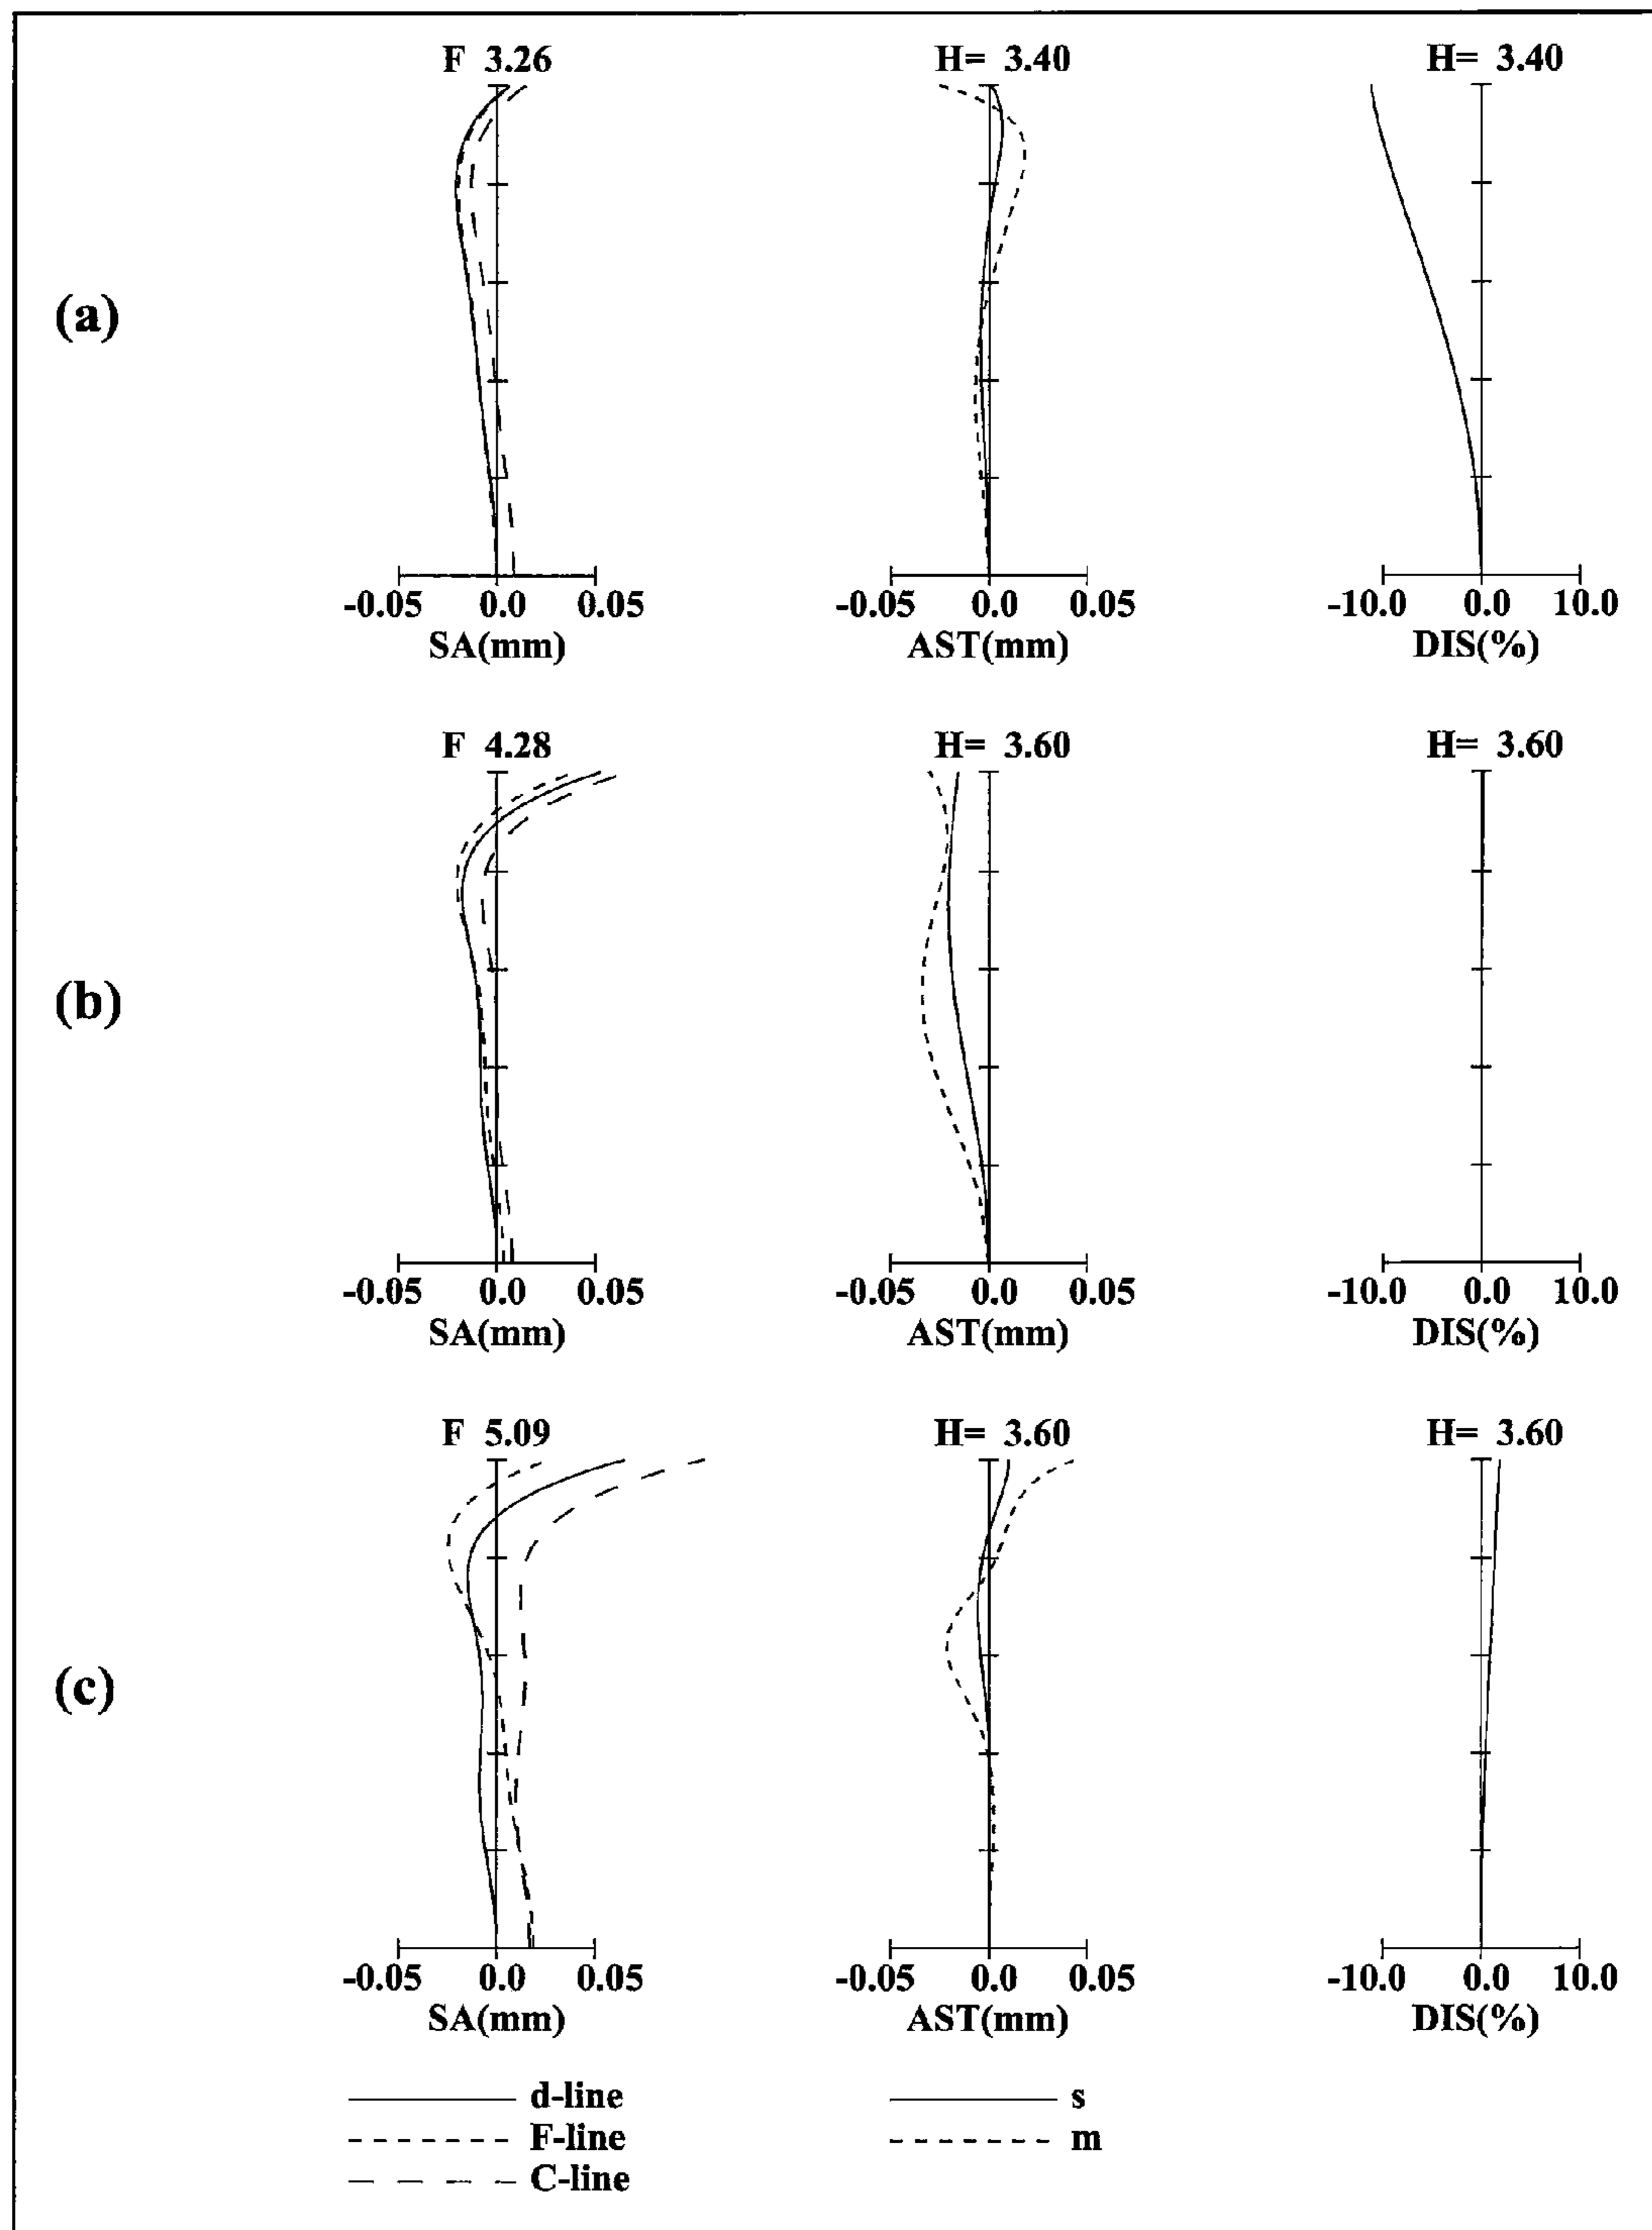 F 3.26 H= 3.40 H= 3.40
(a)
-0.05 0.0 0.05 -0.05 0.0 0.05 -10.0 0.0 10.0
SA(mm) AST(mm) DIS(%)
F 4.28 H= 3.60 H= 3.60
(b)
-0.05 0.0 0.05 -0.05 0.0 0.05 -10.0 0.0 10.0
SA(mm) AST(mm) DIS(%)
F 5.09 H= 3.60 H= 3.60
(c)
-0.05 0.0 0.05 -0.05 0.0 0.05 -10.0 0.0 10.0
SA(mm) AST(mm) DIS(%)
d-line s
F-line m
C-line